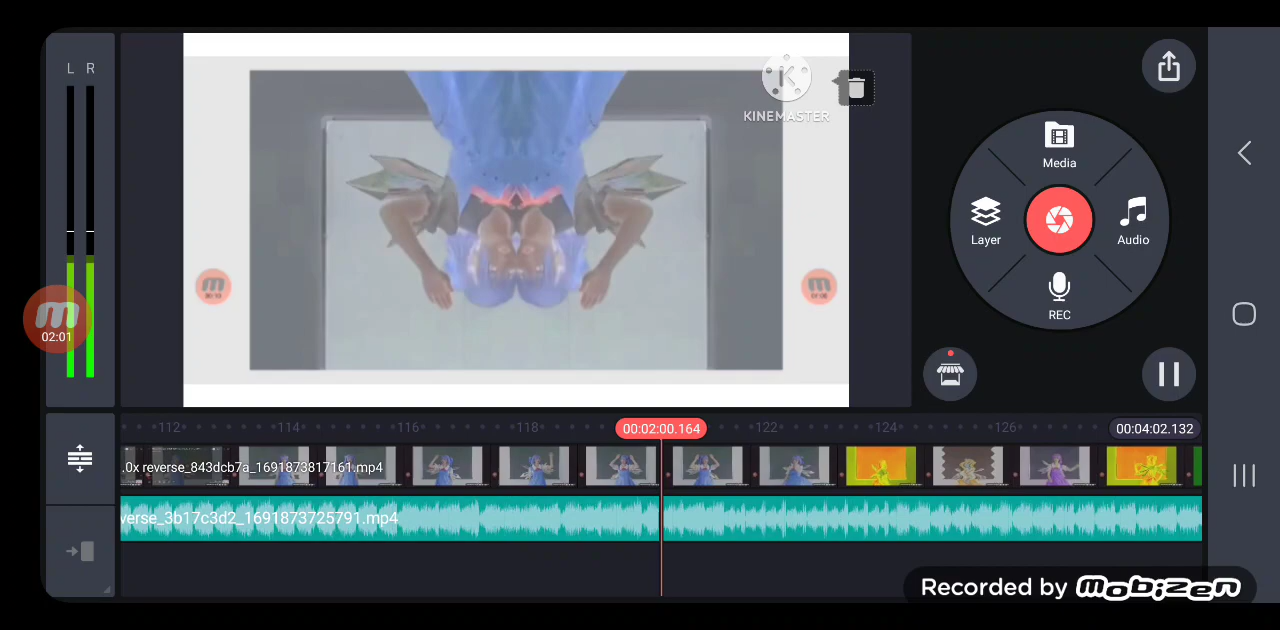 L R
KINEMASTER
Media
Layer
Audio
REC
02:01
112
114
116
118
00:02:00.164
122
124
126
00:04:02.132
.0x reverse_843dcb7a_1691873817161.mp4
verse_3b17c3d2_1691873725791.mp4
Recorded by mobizen